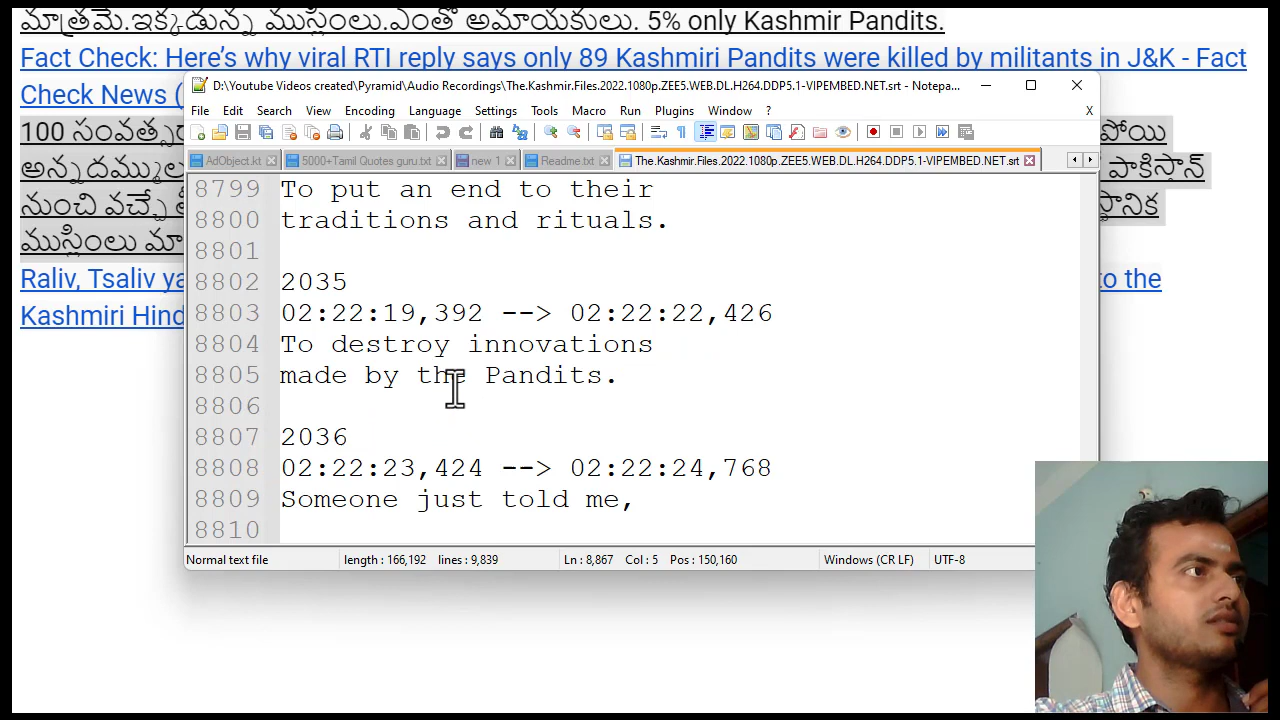 మాత్రమే.ఇక్కడున్న ముస్లింలు.ఎంతో అమాయకులు. 5% only Kashmir Pandits.
Fact Check: Here’s why viral RTI reply says only 89 Kashmiri Pandits were killed by militants in J&K - Fact
Check News (
D:\Youtube Videos created\Pyramid\Audio Recordings\The.Kashmir.Files.2022.1080p.ZEE5.WEB.DL.H264.DDP5.1-VIPEMBED.NET.srt - Notepa...
File Edit Search View Encoding Language Settings Tools Macro Run Plugins Window ?
100 సంవత్సర పోయి
AdObject.kt 5000+Tamil Quotes guru.txt new 1 Readme.txt The.Kashmir.Files.2022.1080p.ZEE5.WEB.DL.H264.DDP5.1-VIPEMBED.NET.srt
అన్నదమ్ముల పాకిస్తాన్
నుంచి వచ్చే
ముస్లింలు మా
Raliv, Tsaliv ya to the
Kashmiri Hind
8799 To put an end to their
8800 traditions and rituals.
8801
8802 2035
8803 02:22:19,392 --> 02:22:22,426
8804 To destroy innovations
8805 made by the Pandits.
8806
8807 2036
8808 02:22:23,424 --> 02:22:24,768
8809 Someone just told me,
8810
Normal text file length : 166,192 lines : 9,839 Ln : 8,867 Col : 5 Pos : 150,160 Windows (CR LF) UTF-8